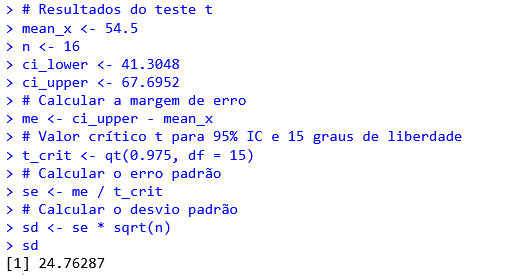 > # Resultados do teste t
> mean_x <- 54.5
> n <- 16
> ci_lower <- 41.3048
> ci_upper <- 67.6952
> # Calcular a margem de erro
> me <- ci_upper - mean_x
> # Valor crítico t para 95% IC e 15 graus de liberdade
> t_crit <- qt(0.975, df = 15)
> # Calcular o erro padrão
> se <- me / t_crit
> # Calcular o desvio padrão
> sd <- se * sqrt(n)
> sd
[1] 24.76287